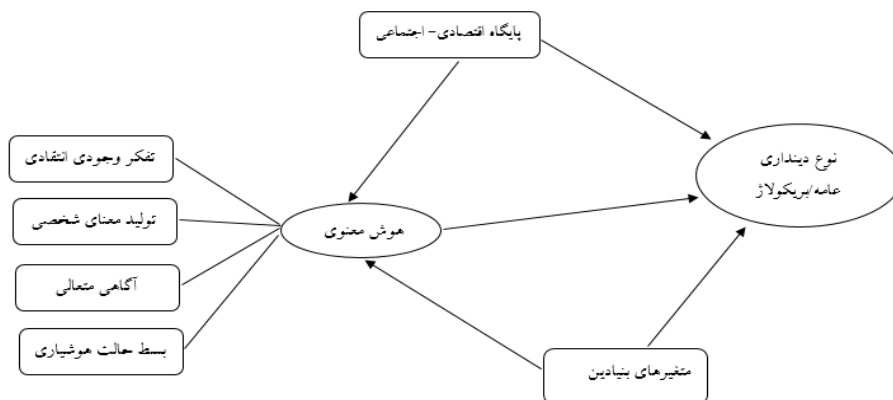 پایگاه اقتصادی- اجتماعی
نوع دینداری
عامه/بریکولاژ
تفکر وجودی انتقادی
تولید معنای شخصی
هوش معنوی
آگاهی متعالی
بسط حالت هوشیاری
متغیرهای بنیادین